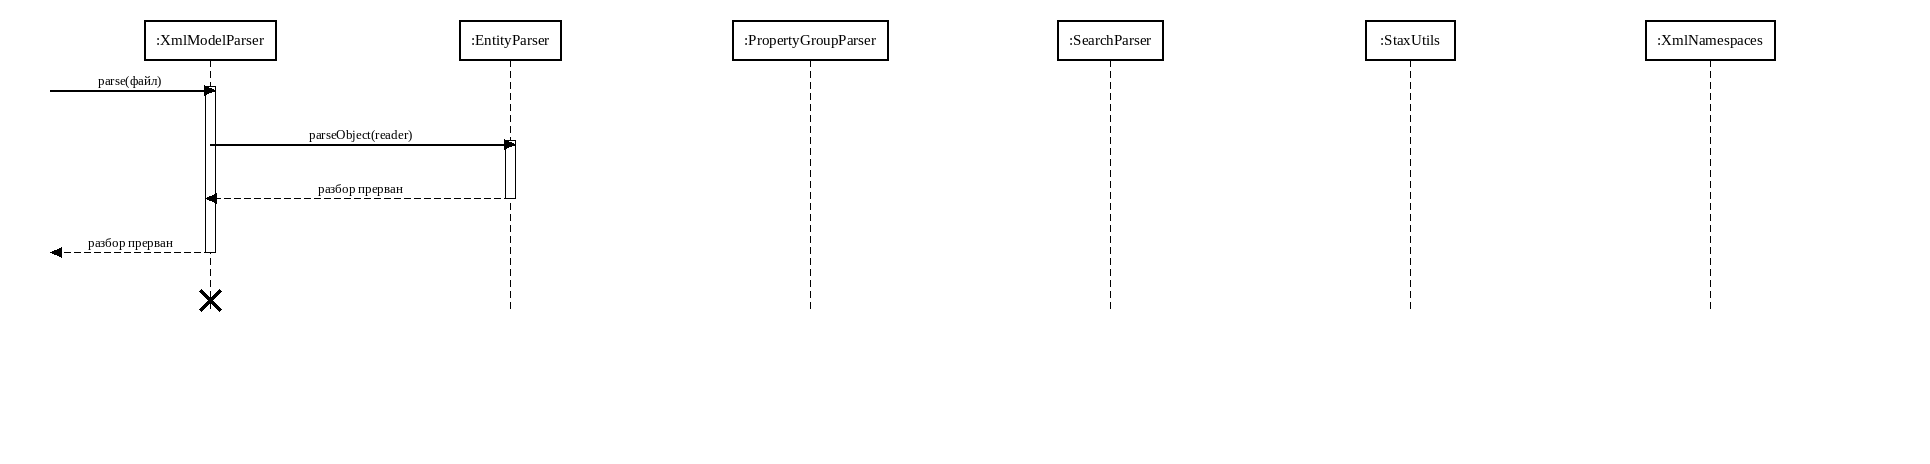 :XmlModelParser
:EntityParser
:PropertyGroupParser
:SearchParser
:StaxUtils
:XmlNamespaces
parse(файл)
parseObject(reader)
разбор прерван
разбор прерван